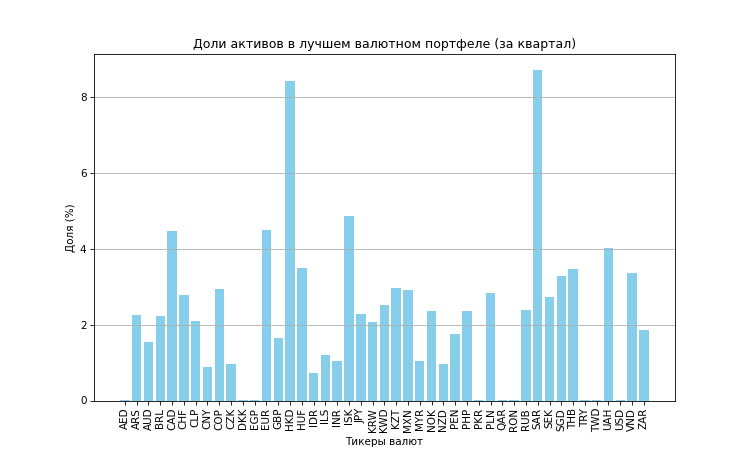 Доли активов в лучшем валютном портфеле (за квартал)
Доля (%)
8
6
4
2
0
AED ARS AUD BRL CAD CHF CLP CNY COP CZK DKK EGP EUR GBP HKD HUF IDR ILS INR ISK JPY KRW KWD KZT MXN MYR NOK NZD PEN PHP PKR PLN QAR RON RUB SAR SEK SGD THB TRY TWD UAH USD VND ZAR
Тикеры валют